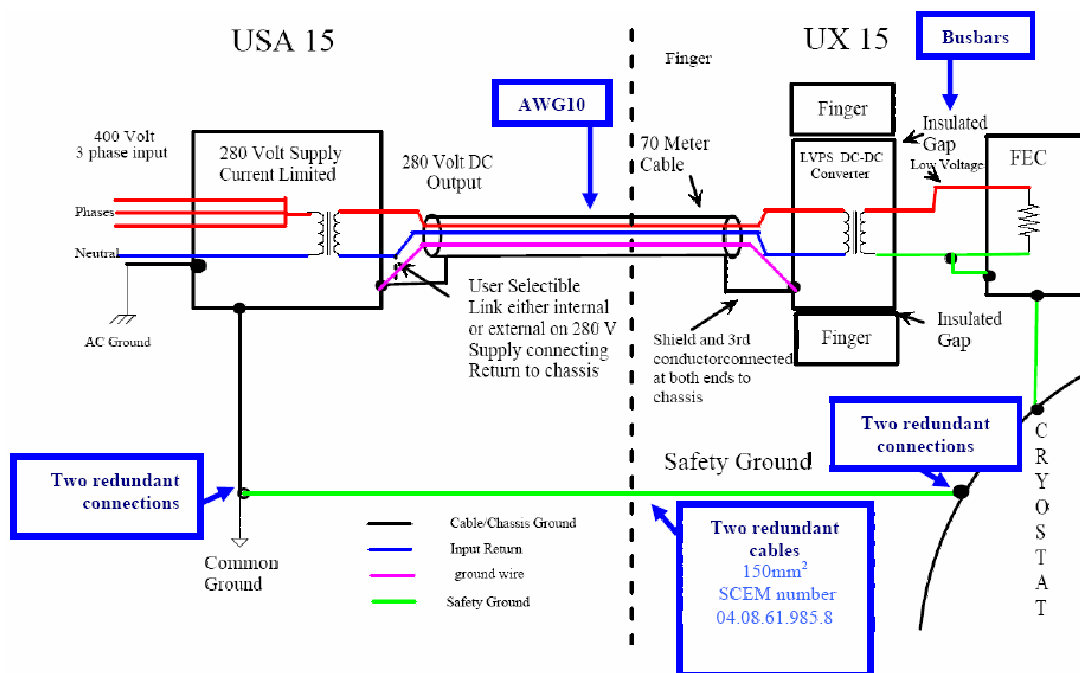 USA 15
UX 15
Busbars
Finger
AWG10
Finger
400 Volt
3 phase input
280 Volt Supply
Current Limited
280 Volt DC
Output
70 Meter
Cable
LVPS DC-DC
Converter
Insulated
Gap
Low Voltage
FEC
Phases
Neutral
AC Ground
User Selectible
Link either internal
or external on 280 V
Supply connecting
Return to chassis
Shield and 3rd
conductorconnected
at both ends to
chassis
Finger
Insulated
Gap
Two redundant
connections
CRYOSTAT
Safety Ground
Two redundant
connections
Two redundant
cables
150mm²
SCEM number
04.08.61.985.8
Common
Ground
Cable/Chassis Ground
Input Return
ground wire
Safety Ground